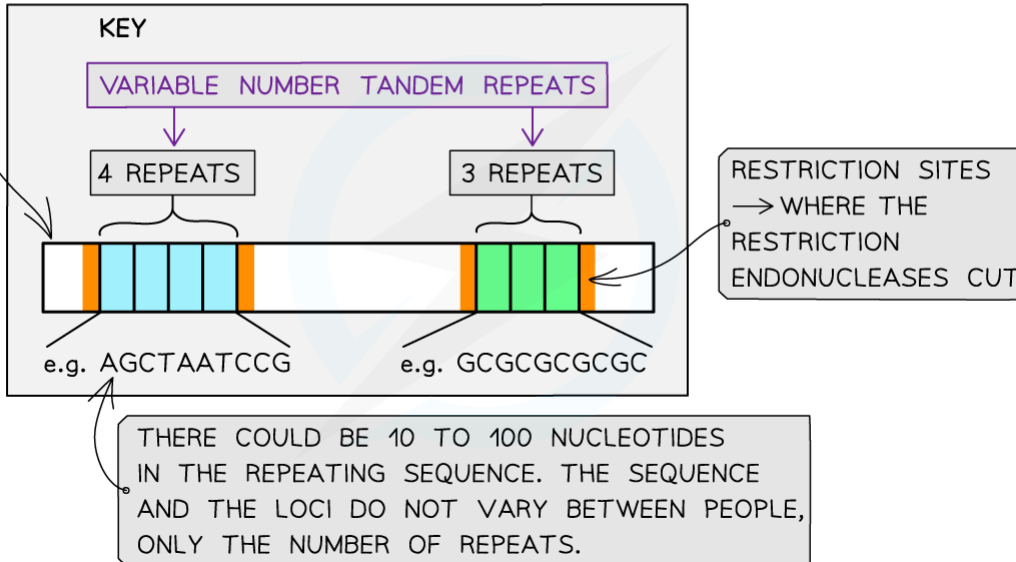 KEY
VARIABLE NUMBER TANDEM REPEATS
4 REPEATS
3 REPEATS
RESTRICTION SITES
→ WHERE THE
RESTRICTION
ENDONUCLEASES CUT
e.g. AGCTAATCCG
e.g. GCGCGCGCGC
THERE COULD BE 10 TO 100 NUCLEOTIDES
IN THE REPEATING SEQUENCE. THE SEQUENCE
AND THE LOCI DO NOT VARY BETWEEN PEOPLE,
ONLY THE NUMBER OF REPEATS.